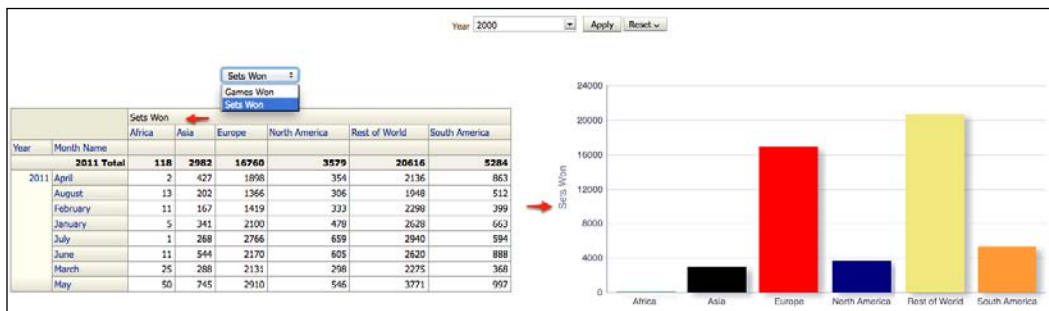 Year 2000 Apply Reset
Sets Won
Games Won
Sets Won
Sets Won
Africa Asia Europe North America Rest of World South America
Year Month Name
2011 Total 118 2982 16760 3579 20616 5284
2011 April 2 427 1898 354 2136 863
August 13 202 1366 306 1948 512
February 11 167 1419 333 2298 399
January 5 341 2100 478 2628 663
July 1 268 2766 659 2940 594
June 11 544 2170 605 2620 888
March 25 288 2131 298 2275 368
May 50 745 2910 546 3771 997
Sets Won
24000
20000
16000
12000
8000
4000
0
Africa Asia Europe North America Rest of World South America